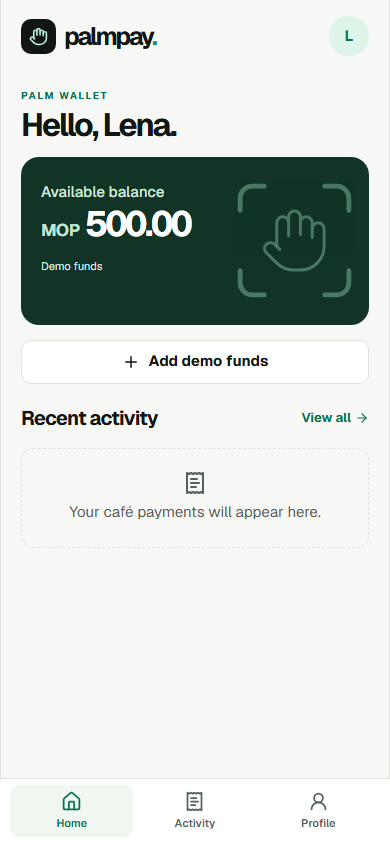 palmpay.
L
PALM WALLET
Hello, Lena.
Available balance
MOP 500.00
Demo funds
Add demo funds
Recent activity
View all →
Your café payments will appear here.
Home
Activity
Profile